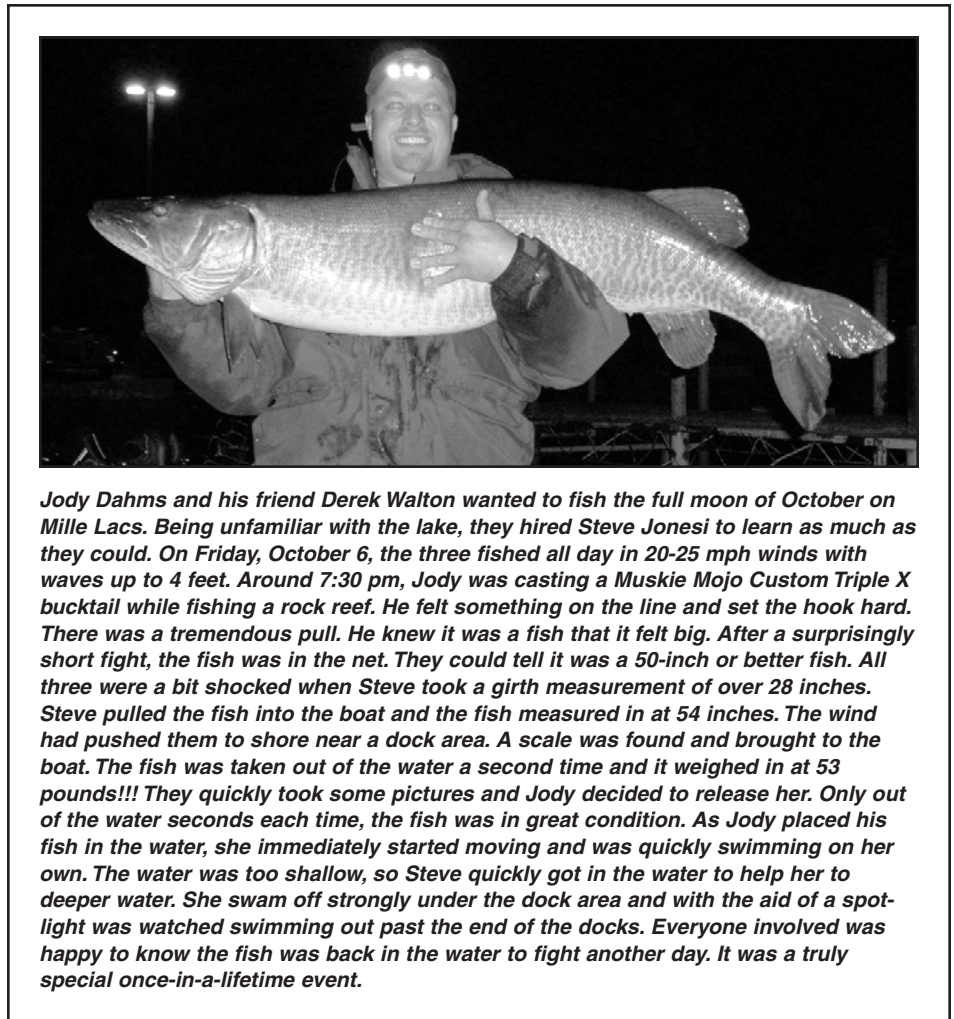 Jody Dahms and his friend Derek Walton wanted to fish the full moon of October on
Mille Lacs. Being unfamiliar with the lake, they hired Steve Jonesi to learn as much as
they could. On Friday, October 6, the three fished all day in 20-25 mph winds with
waves up to 4 feet. Around 7:30 pm, Jody was casting a Muskie Mojo Custom Triple X
bucktail while fishing a rock reef. He felt something on the line and set the hook hard.
There was a tremendous pull. He knew it was a fish that it felt big. After a surprisingly
short fight, the fish was in the net. They could tell it was a 50-inch or better fish. All
three were a bit shocked when Steve took a girth measurement of over 28 inches.
Steve pulled the fish into the boat and the fish measured in at 54 inches. The wind
had pushed them to shore near a dock area. A scale was found and brought to the
boat. The fish was taken out of the water a second time and it weighed in at 53
pounds!!! They quickly took some pictures and Jody decided to release her. Only out
of the water seconds each time, the fish was in great condition. As Jody placed his
fish in the water, she immediately started moving and was quickly swimming on her
own. The water was too shallow, so Steve quickly got in the water to help her to
deeper water. She swam off strongly under the dock area and with the aid of a spot-
light was watched swimming out past the end of the docks. Everyone involved was
happy to know the fish was back in the water to fight another day. It was a truly
special once-in-a-lifetime event.